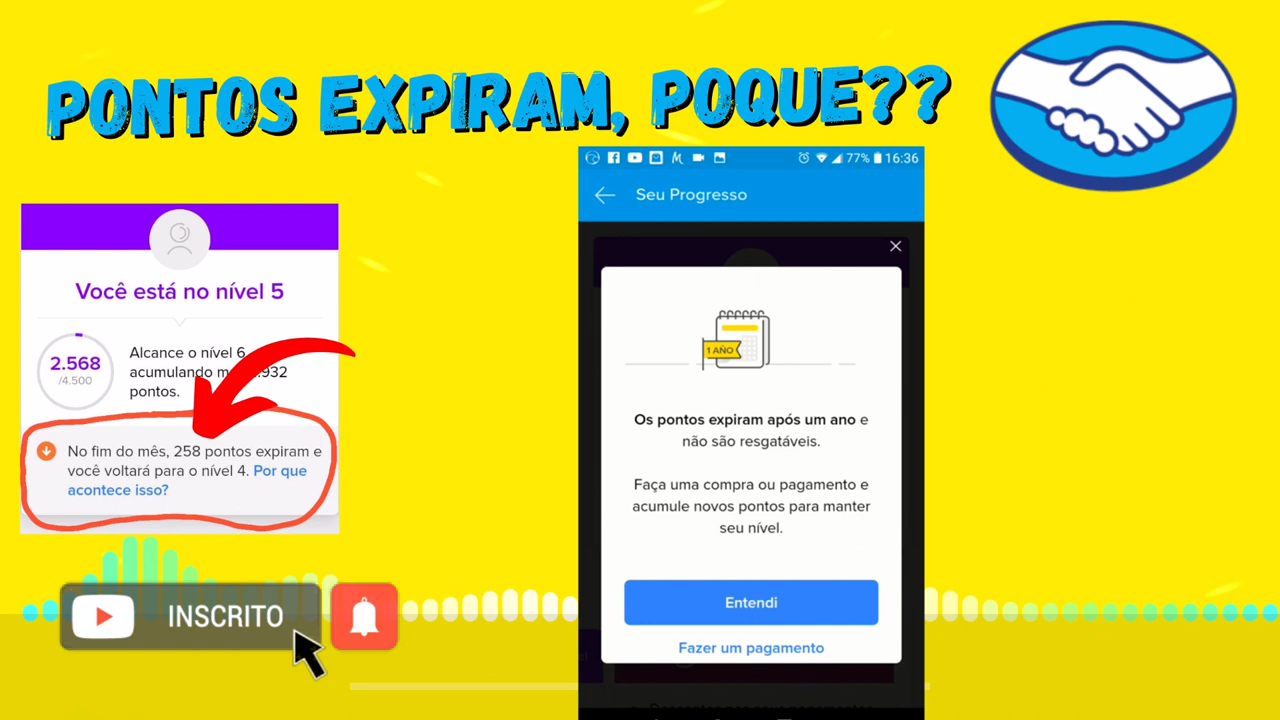 PONTOS EXPIRAM, POQUE??
Você está no nível 5
2.568
/4.500
Alcance o nível 6
acumulando .932
pontos.
No fim do mês, 258 pontos expiram e
você voltará para o nível 4. Por que
acontece isso?
INSCRITO
77% 16:36
Seu Progresso
1 AÑO
Os pontos expiram após um ano e
não são resgatáveis.
Faça uma compra ou pagamento e
acumule novos pontos para manter
seu nível.
Entendi
Fazer um pagamento